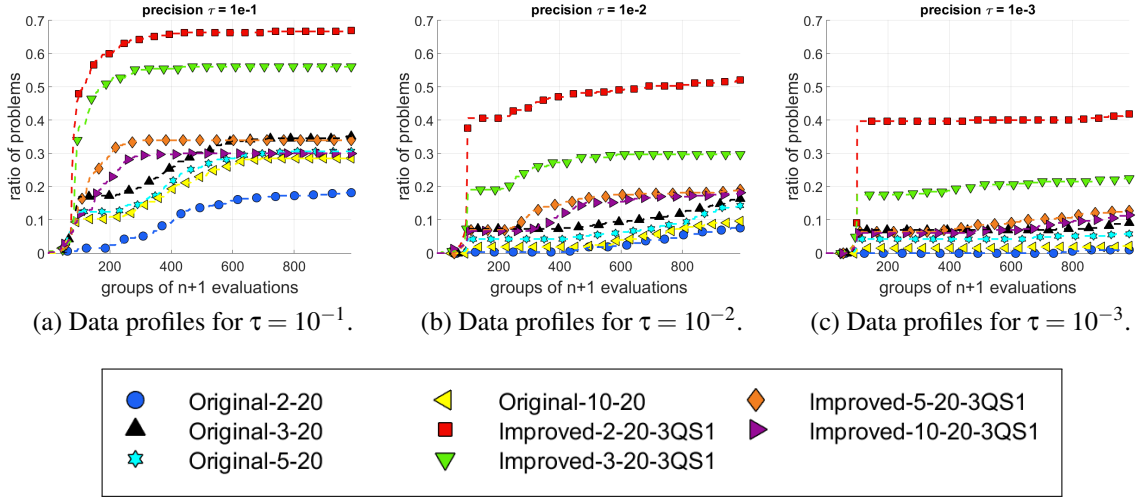 precision τ = 1e-1
0.7
0.6
0.5
0.4
0.3
0.2
0.1
0
ratio of problems
200 400 600 800
groups of n+1 evaluations
(a) Data profiles for τ = 10⁻¹.
precision τ = 1e-2
0.7
0.6
0.5
0.4
0.3
0.2
0.1
0
ratio of problems
200 400 600 800
groups of n+1 evaluations
(b) Data profiles for τ = 10⁻².
precision τ = 1e-3
0.7
0.6
0.5
0.4
0.3
0.2
0.1
0
ratio of problems
200 400 600 800
groups of n+1 evaluations
(c) Data profiles for τ = 10⁻³.
Original-2-20
Original-3-20
Original-5-20
Original-10-20
Improved-2-20-3QS1
Improved-3-20-3QS1
Improved-5-20-3QS1
Improved-10-20-3QS1